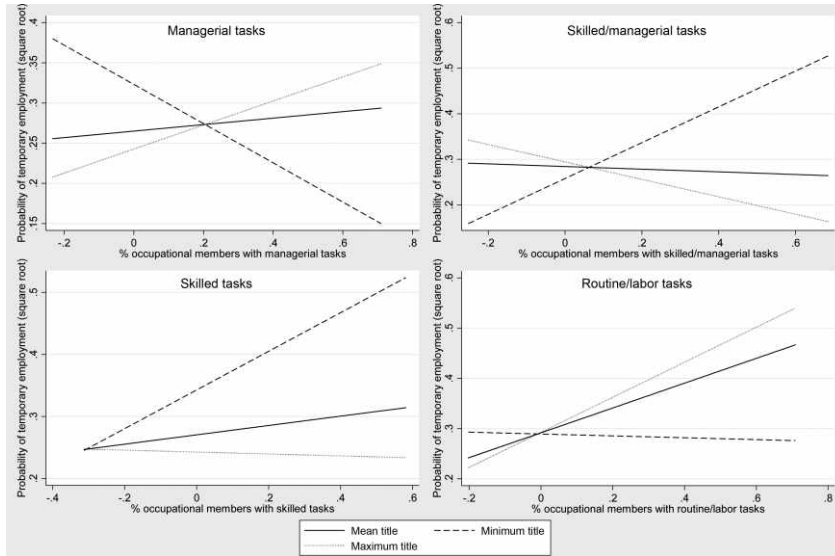 Managerial tasks
Probability of temporary employment (square root)
.4
.35
.3
.25
.2
.15
-.2 0 .2 .4 .6 .8
% occupational members with managerial tasks
Skilled/managerial tasks
Probability of temporary employment (square root)
.6
.5
.4
.3
.2
-.2 0 .2 .4 .6
% occupational members with skilled/managerial tasks
Skilled tasks
Probability of temporary employment (square root)
.5
.4
.3
.2
-.4 -.2 0 .2 .4 .6
% occupational members with skilled tasks
Routine/labor tasks
Probability of temporary employment (square root)
.6
.5
.4
.3
.2
-.2 0 .2 .4 .6 .8
% occupational members with routine/labor tasks
Mean title Minimum title
Maximum title